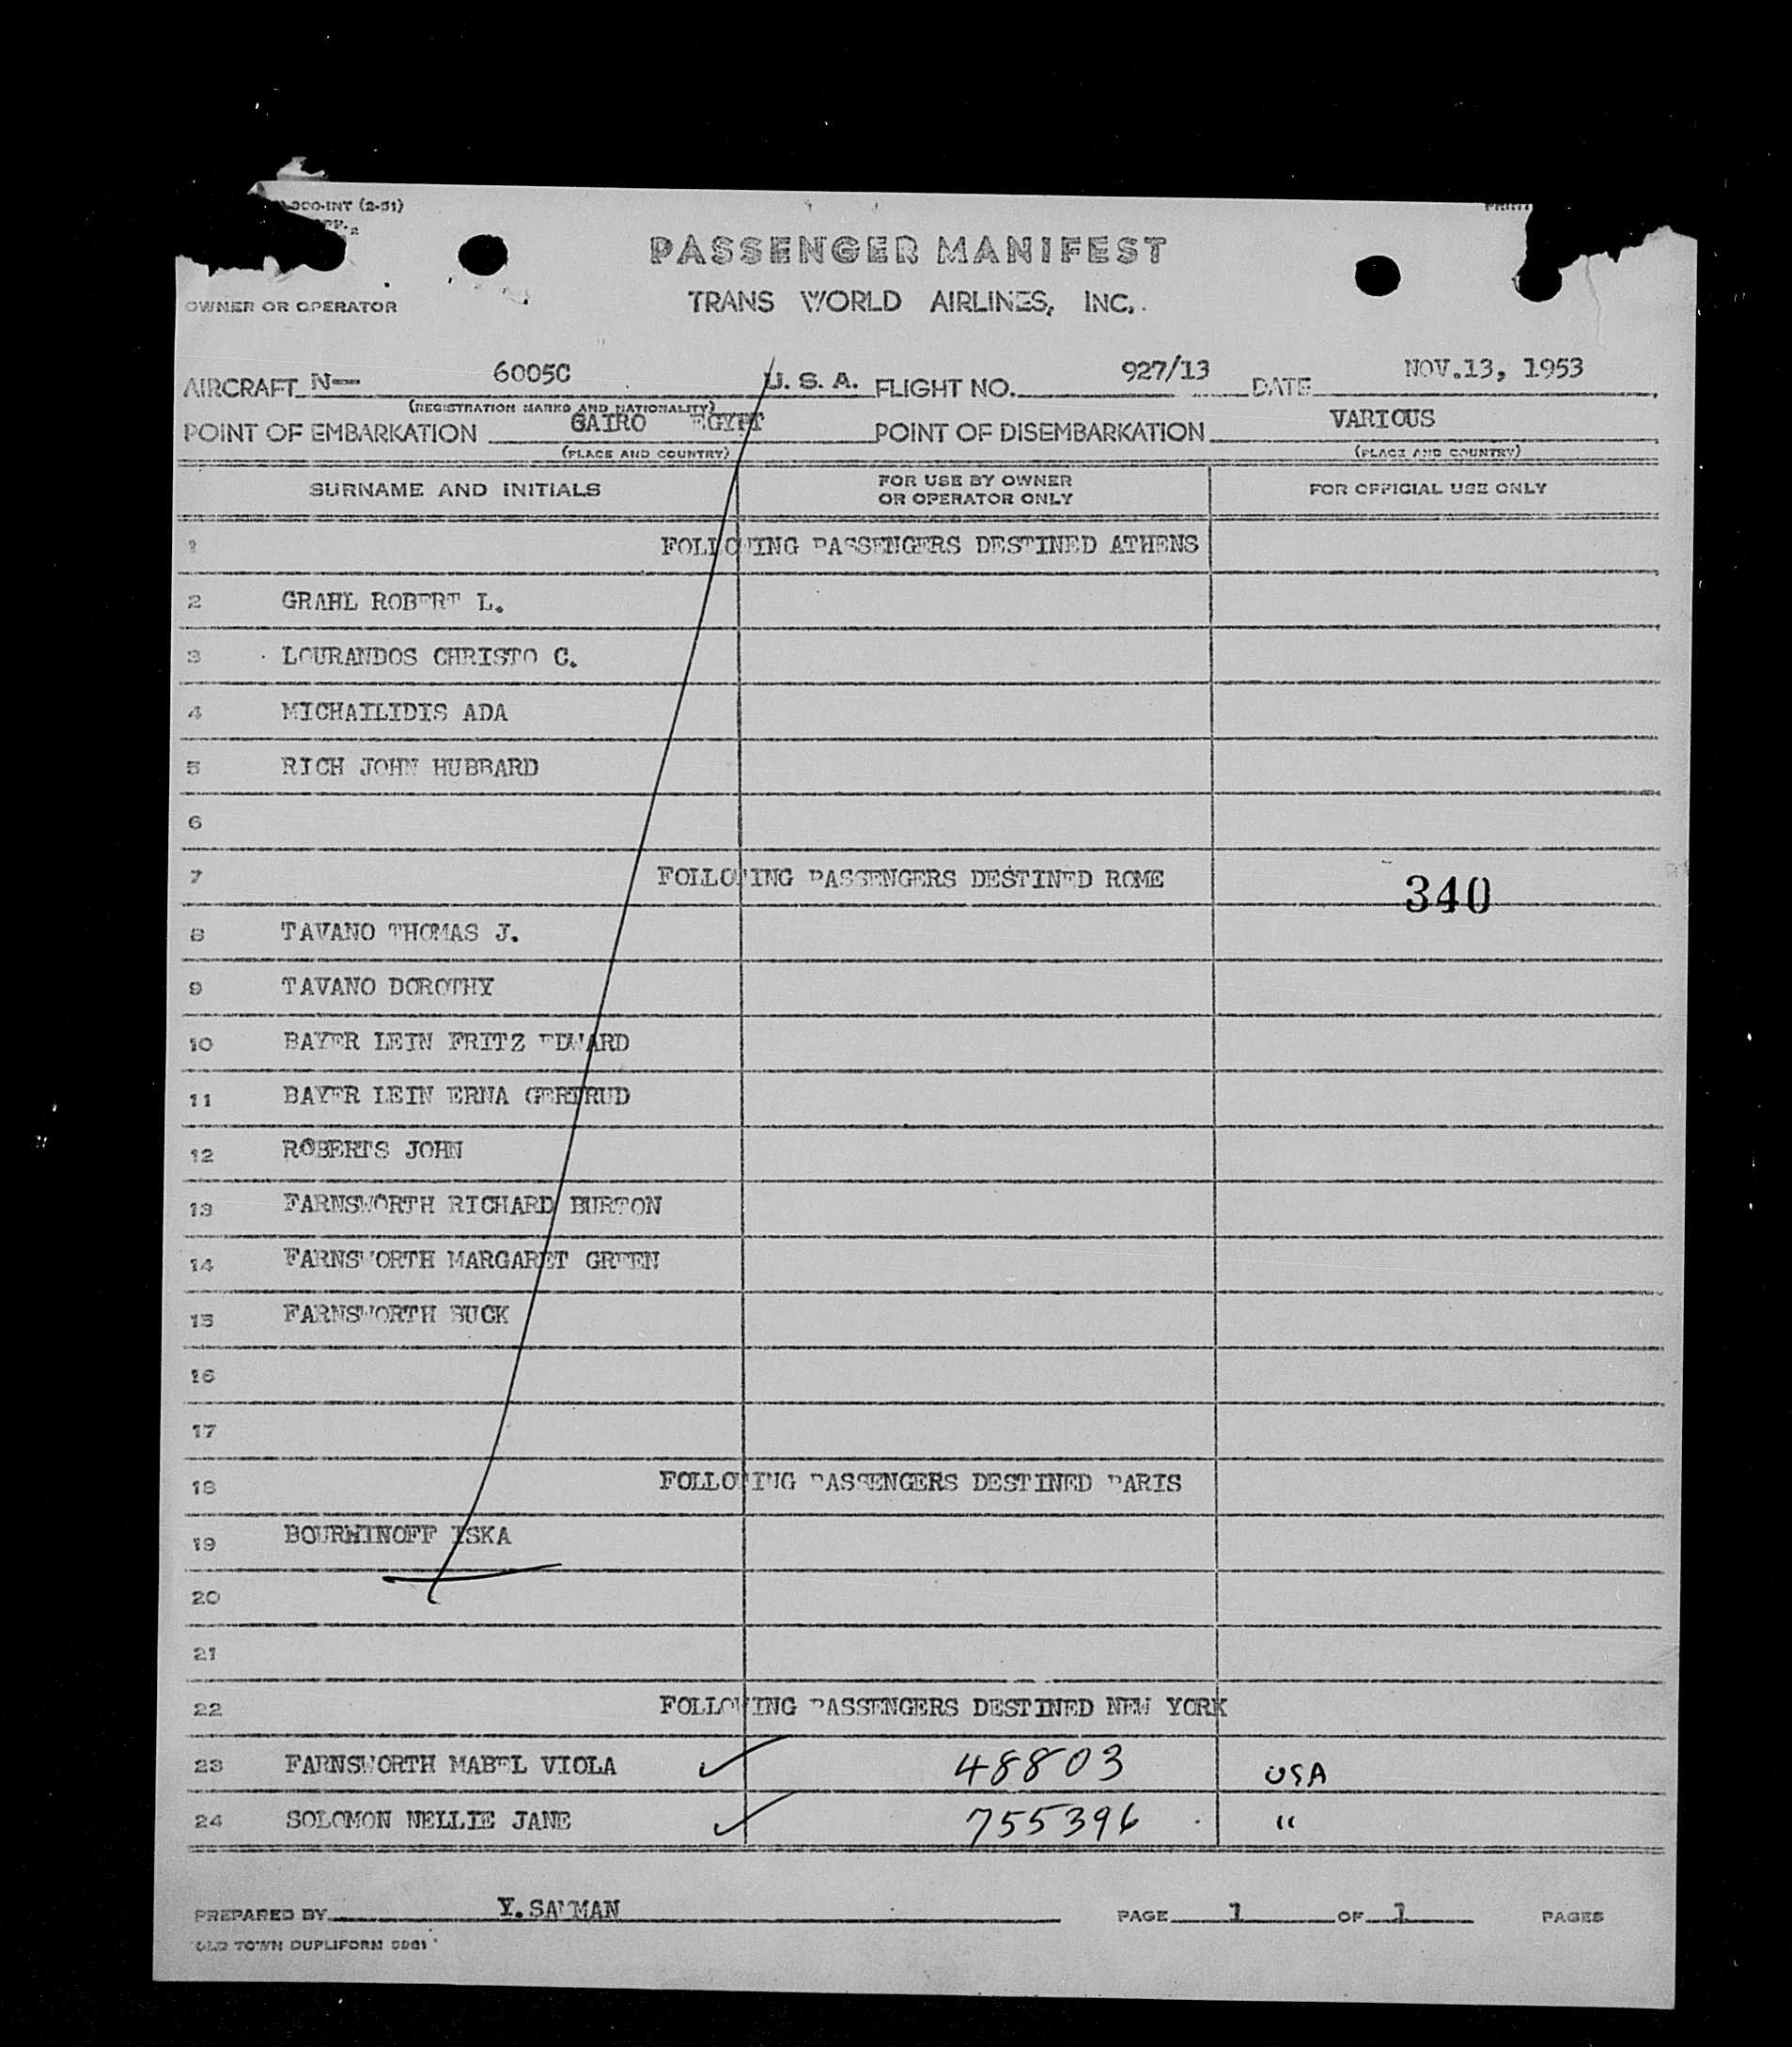 -300-INT (2-51)
PASSENGER MANIFEST
OWNER OR OPERATOR
TRANS WORLD AIRLINES, INC.
AIRCRAFT N- 6005C U. S. A. FLIGHT NO. 927/13 DATE NOV.13, 1953
(REGISTRATION MARKS AND NATIONALITY)
POINT OF EMBARKATION CAIRO EGYPT POINT OF DISEMBARKATION VARIOUS
(PLACE AND COUNTRY) (PLACE AND COUNTRY)
SURNAME AND INITIALS FOR USE BY OWNER OR OPERATOR ONLY FOR OFFICIAL USE ONLY
1 FOLLOWING PASSENGERS DESTINED ATHENS
2 GRAHL ROBERT L.
3 LOURANDOS CHRISTO C.
4 MICHAILIDIS ADA
5 RICH JOHN HUBBARD
6
7 FOLLOWING PASSENGERS DESTINED ROME
340
8 TAVANO THOMAS J.
9 TAVANO DOROTHY
10 BAYER LEIN FRITZ EDWARD
11 BAYER LEIN ERNA GERTRUD
12 ROBERTS JOHN
13 FARNSWORTH RICHARD BURTON
14 FARNSWORTH MARGARET GREEN
15 FARNSWORTH BUCK
16
17
18 FOLLOWING PASSENGERS DESTINED PARIS
19 BOURHINOFF ISKA
20
21
22 FOLLOWING PASSENGERS DESTINED NEW YORK
23 FARNSWORTH MABEL VIOLA ✓ 48803 USA
24 SOLOMON NELLIE JANE ✓ 755396 "
PREPARED BY PAGE 1 OF 1 PAGES
OLD TOWN DUPLIFORM